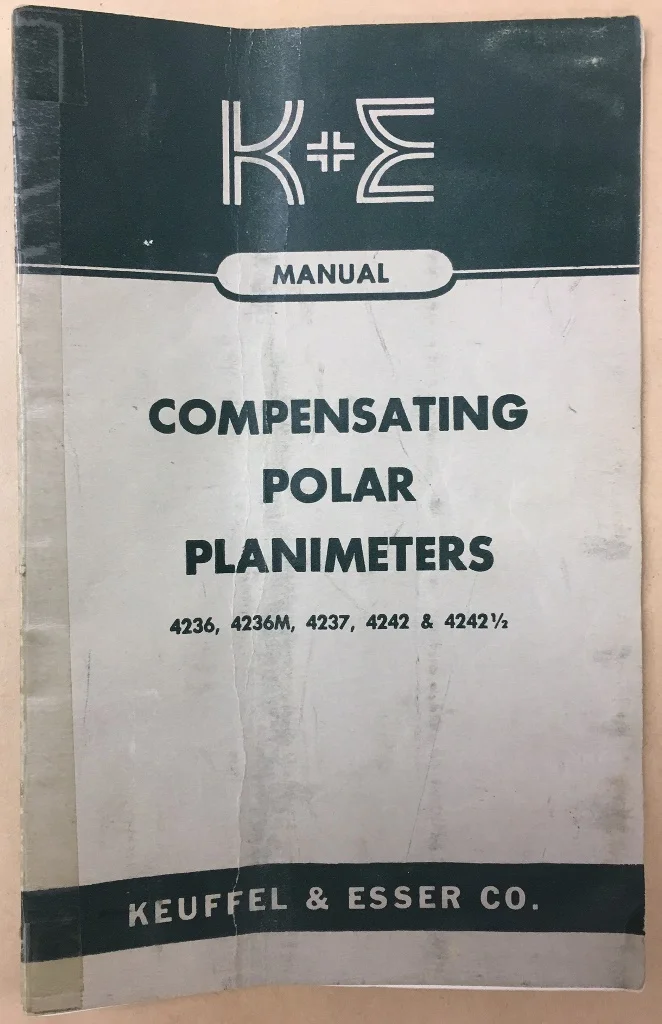 K+E
MANUAL
COMPENSATING
POLAR
PLANIMETERS
4236, 4236M, 4237, 4242 & 4242½
KEUFFEL & ESSER CO.